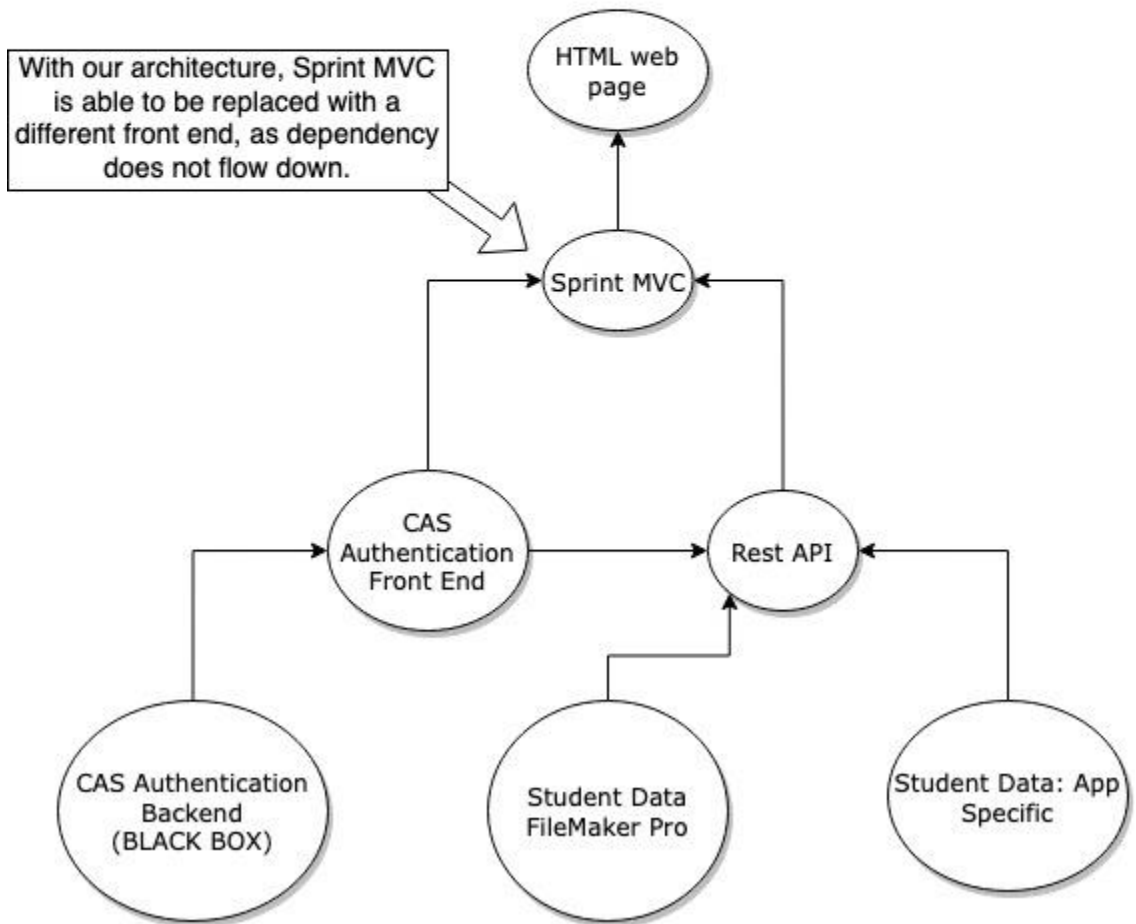 HTML web
page
With our architecture, Sprint MVC
is able to be replaced with a
different front end, as dependency
does not flow down.
Sprint MVC
CAS
Authentication
Front End
Rest API
CAS Authentication
Backend
(BLACK BOX)
Student Data
FileMaker Pro
Student Data: App
Specific